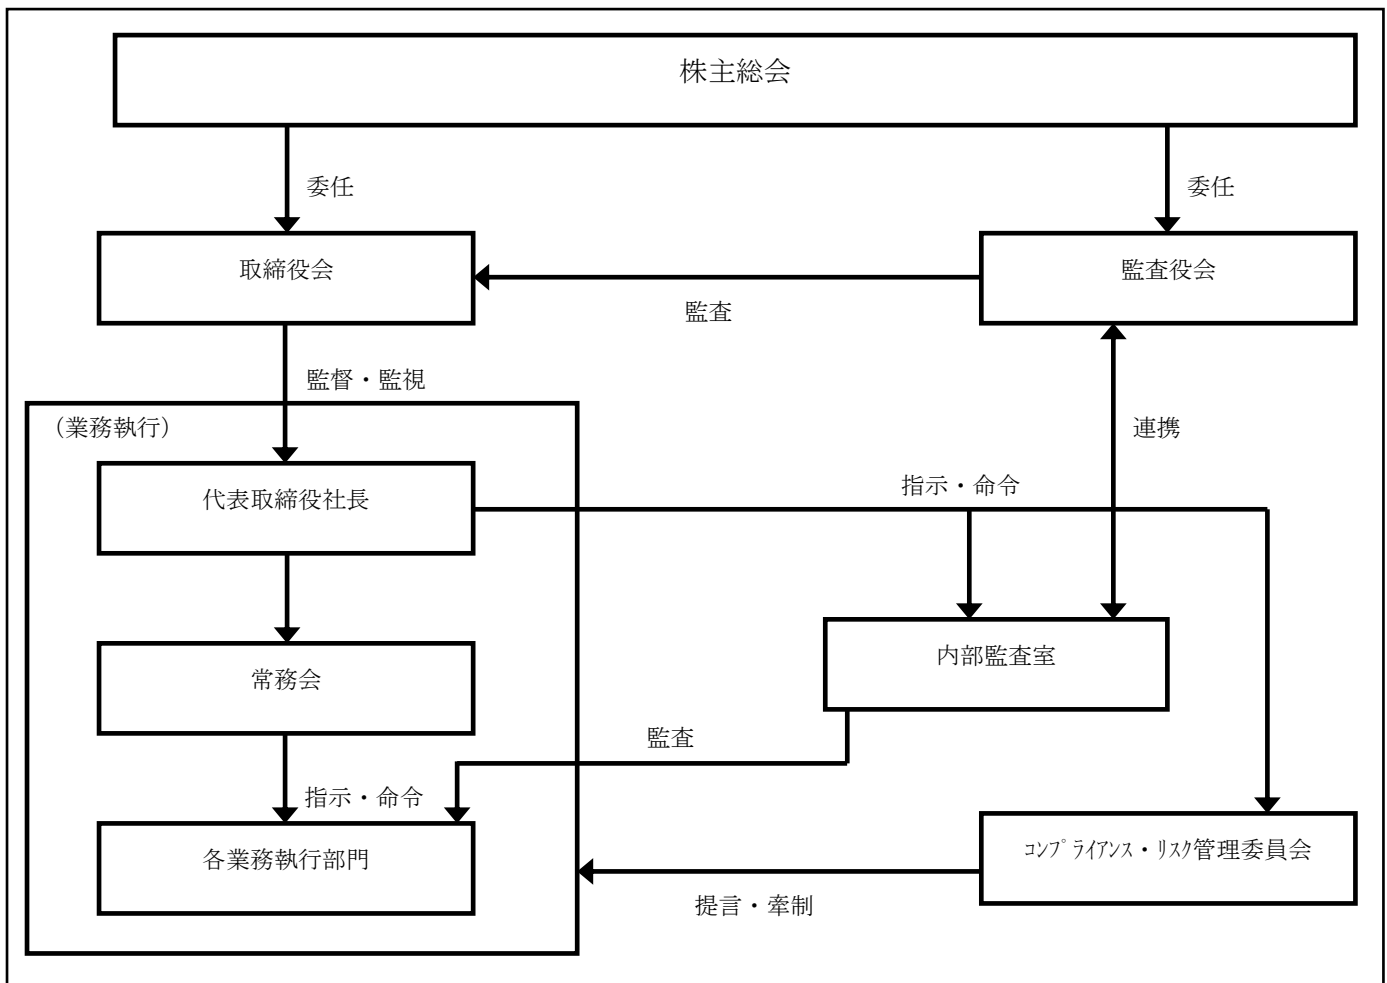 株主総会
委任
委任
取締役会
監査役会
監査
監督・監視
（業務執行）
連携
代表取締役社長
指示・命令
内部監査室
常務会
監査
指示・命令
各業務執行部門
ｺﾝﾌﾟﾗｲｱﾝｽ・ﾘｽｸ管理委員会
提言・牽制